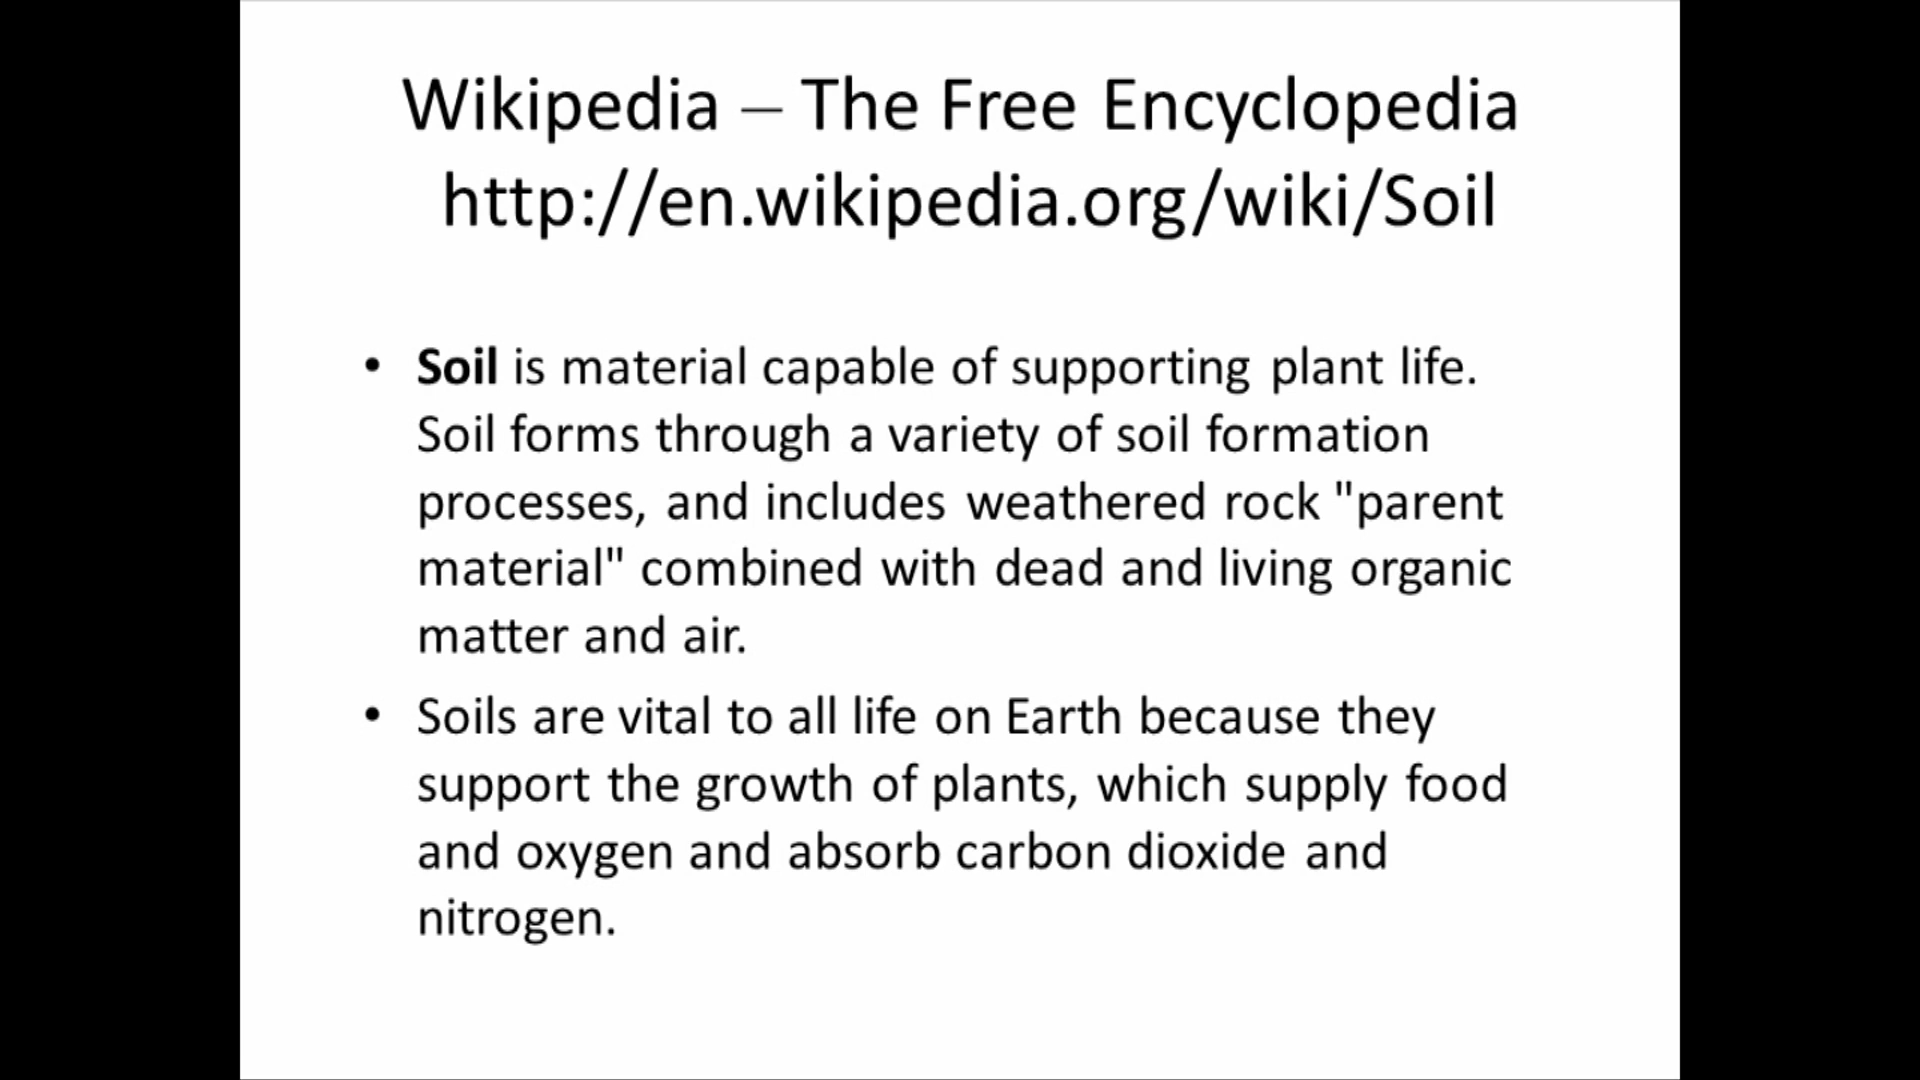 Wikipedia – The Free Encyclopedia
http://en.wikipedia.org/wiki/Soil
• Soil is material capable of supporting plant life.
Soil forms through a variety of soil formation
processes, and includes weathered rock "parent
material" combined with dead and living organic
matter and air.
• Soils are vital to all life on Earth because they
support the growth of plants, which supply food
and oxygen and absorb carbon dioxide and
nitrogen.